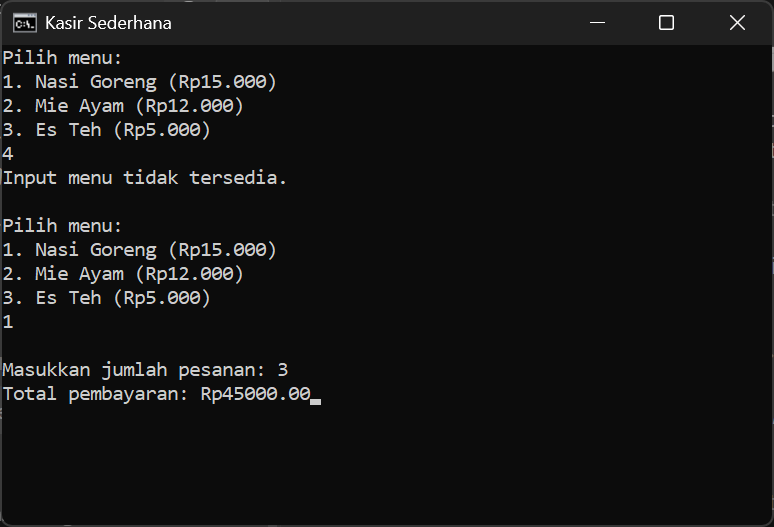 Kasir Sederhana
Pilih menu:
1. Nasi Goreng (Rp15.000)
2. Mie Ayam (Rp12.000)
3. Es Teh (Rp5.000)
4
Input menu tidak tersedia.
Pilih menu:
1. Nasi Goreng (Rp15.000)
2. Mie Ayam (Rp12.000)
3. Es Teh (Rp5.000)
1
Masukkan jumlah pesanan: 3
Total pembayaran: Rp45000.00